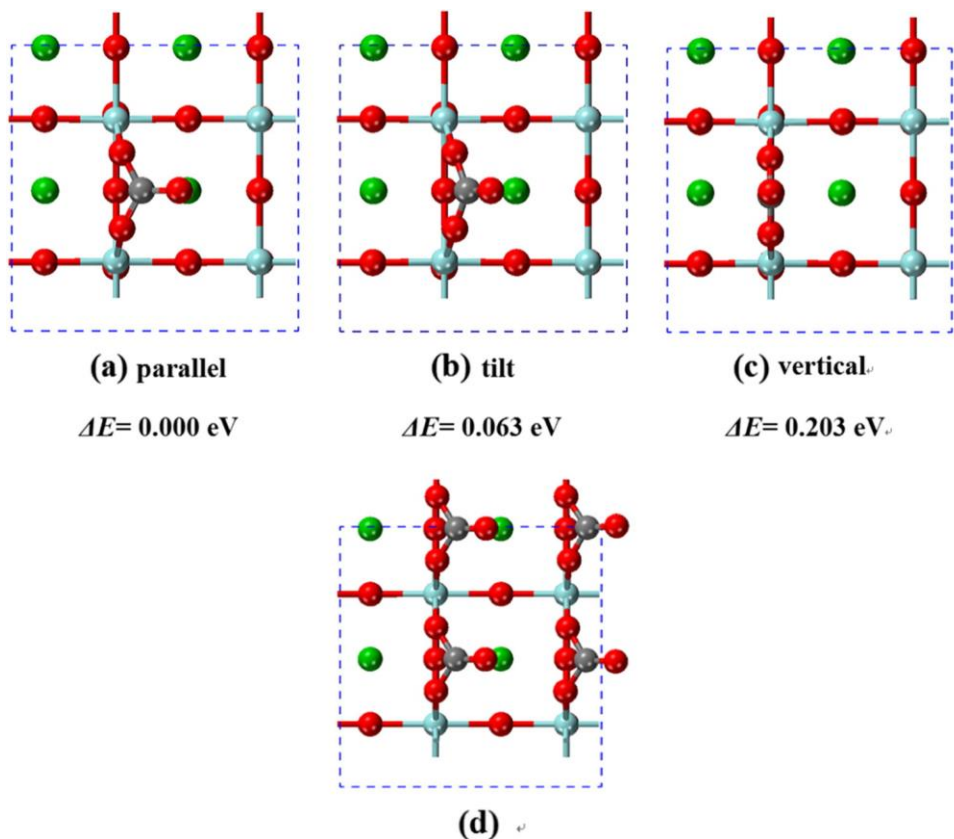 (a) parallel (b) tilt (c) vertical
ΔE= 0.000 eV ΔE= 0.063 eV ΔE= 0.203 eV
(d)